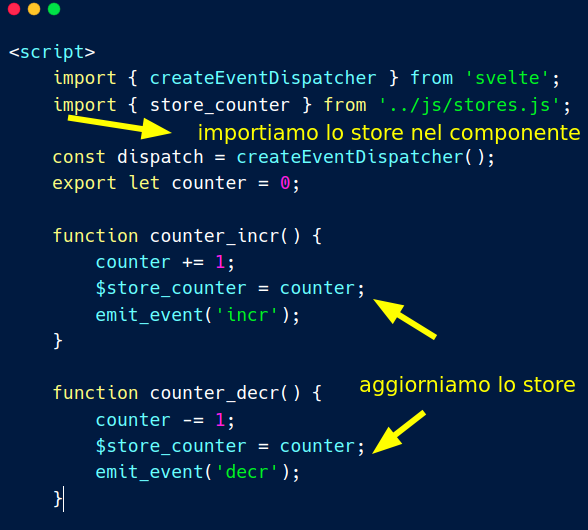 <script>
import { createEventDispatcher } from 'svelte';
import { store_counter } from '../js/stores.js';
importiamo lo store nel componente
const dispatch = createEventDispatcher();
export let counter = 0;
function counter_incr() {
counter += 1;
$store_counter = counter;
emit_event('incr');
}
aggiorniamo lo store
function counter_decr() {
counter -= 1;
$store_counter = counter;
emit_event('decr');
}